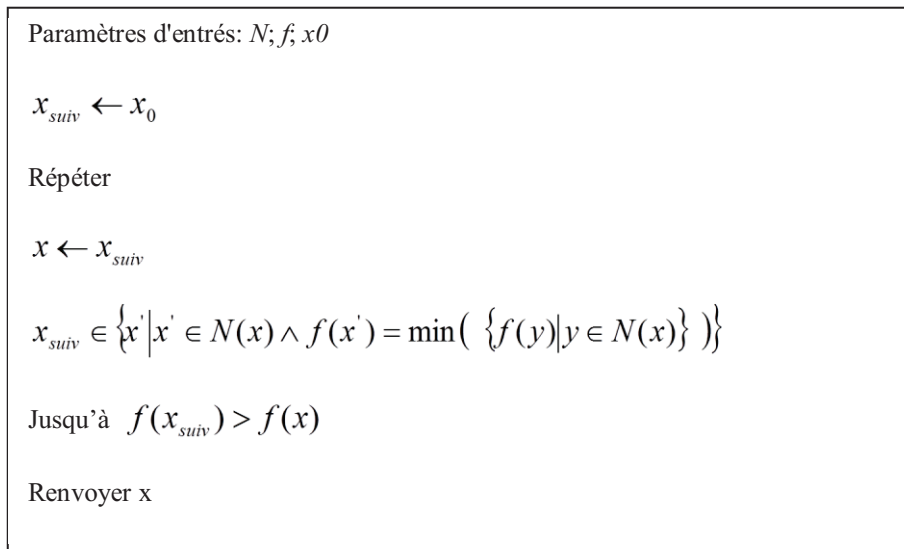 Paramètres d'entrés: N; f; x0
x_suiv ← x_0
Répéter
x ← x_suiv
x_suiv ∈ {x'|x' ∈ N(x) ∧ f(x') = min( {f(y)|y ∈ N(x)} )}
Jusqu’à f(x_suiv) > f(x)
Renvoyer x